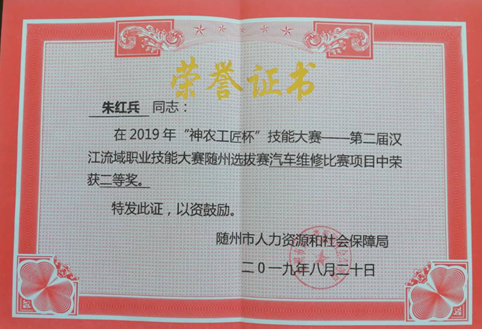 荣誉证书
朱红兵 同志：
在 2019 年“神农工匠杯”技能大赛——第二届汉
江流域职业技能大赛随州选拔赛汽车维修比赛项目中荣
获二等奖。
特发此证，以资鼓励。
随州市人力资源和社会保障局
二0一九年八月二十日